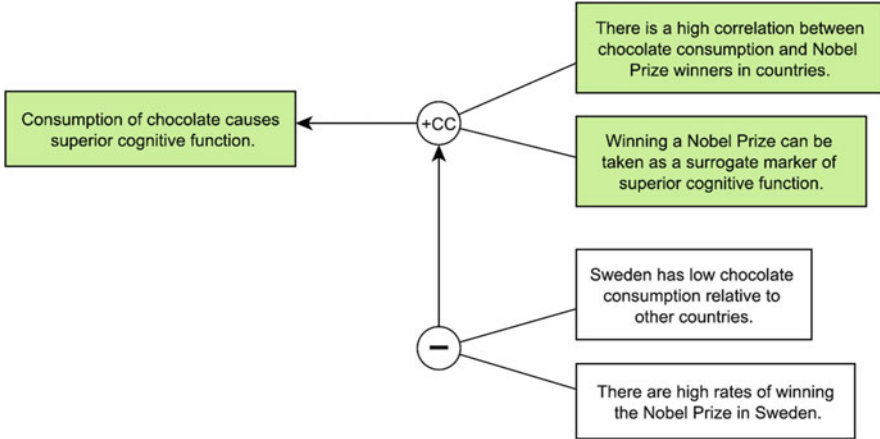 There is a high correlation between
chocolate consumption and Nobel
Prize winners in countries.
Consumption of chocolate causes
superior cognitive function.
+CC
Winning a Nobel Prize can be
taken as a surrogate marker of
superior cognitive function.
Sweden has low chocolate
consumption relative to
other countries.
−
There are high rates of winning
the Nobel Prize in Sweden.